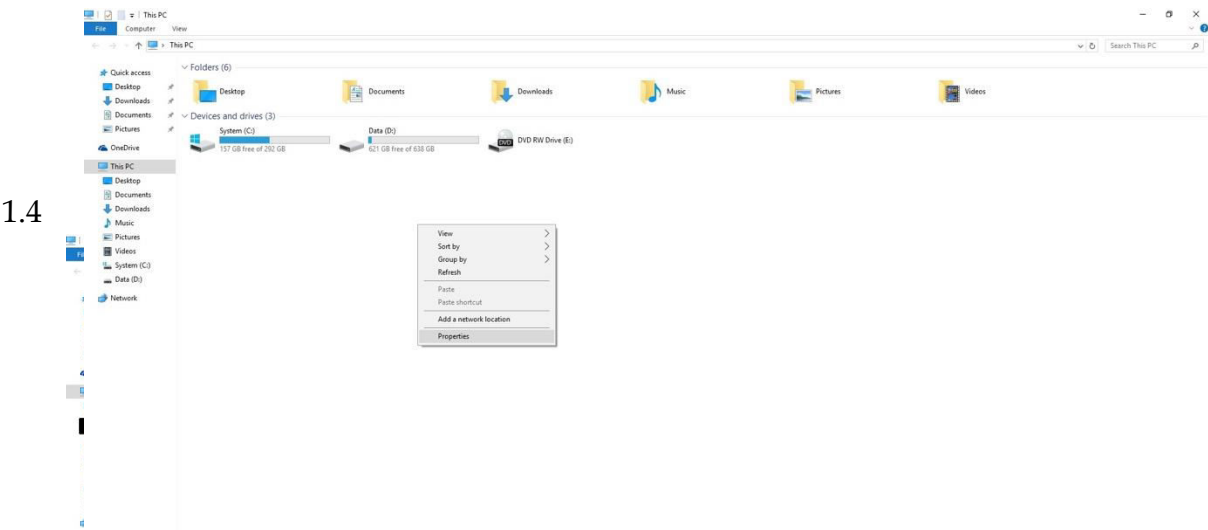 This PC
File Computer View
This PC
Search This PC
Quick access
Desktop
Downloads
Documents
Pictures
OneDrive
This PC
Desktop
Documents
Downloads
Music
Pictures
Videos
System (C:)
Data (D:)
Network
Folders (6)
Desktop Documents Downloads Music Pictures Videos
Devices and drives (3)
System (C:) Data (D:) DVD RW Drive (E:)
157 GB free of 292 GB 621 GB free of 638 GB
DVD
View
Sort by
Group by
Refresh
Paste
Paste shortcut
Add a network location
Properties
1.4